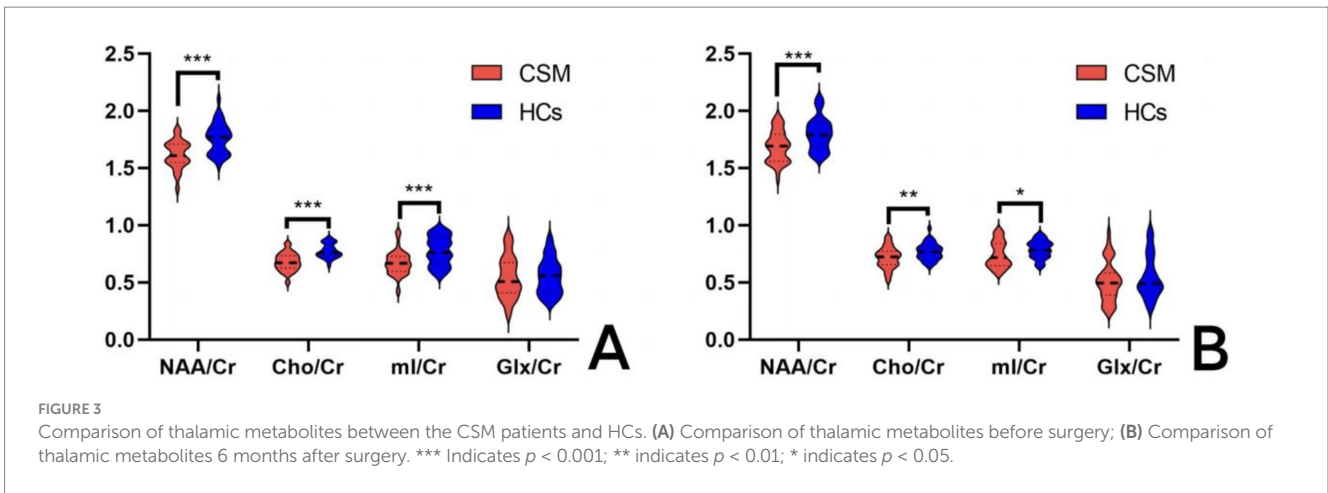 2.5
2.0
1.5
1.0
0.5
0.0
***
***
***
CSM
HCs
NAA/Cr
Cho/Cr
mI/Cr
Glx/Cr
A
2.5
2.0
1.5
1.0
0.5
0.0
***
**
*
CSM
HCs
NAA/Cr
Cho/Cr
mI/Cr
Glx/Cr
B
FIGURE 3
Comparison of thalamic metabolites between the CSM patients and HCs. (A) Comparison of thalamic metabolites before surgery; (B) Comparison of
thalamic metabolites 6 months after surgery. *** Indicates p < 0.001; ** indicates p < 0.01; * indicates p < 0.05.